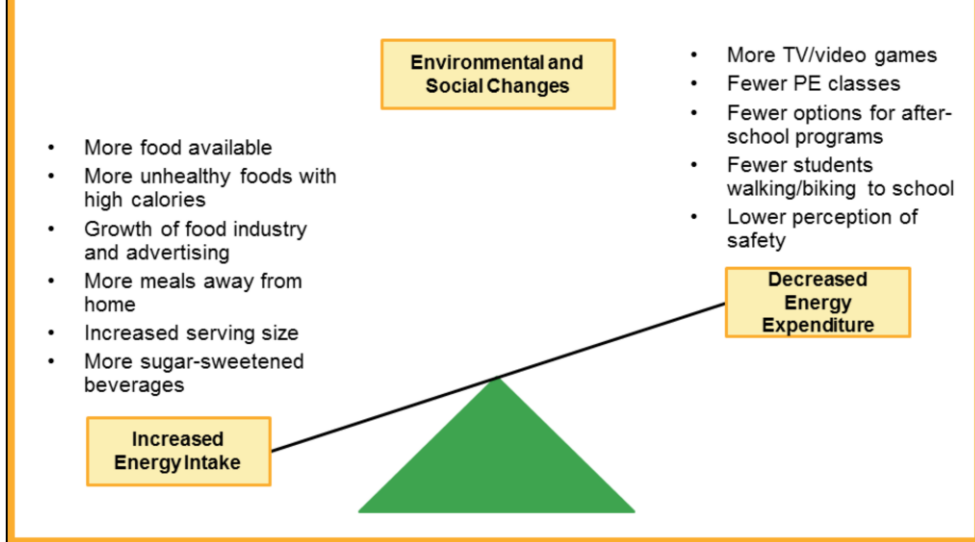 Environmental and
Social Changes
• More food available
• More unhealthy foods with
high calories
• Growth of food industry
and advertising
• More meals away from
home
• Increased serving size
• More sugar-sweetened
beverages
Increased
Energy Intake
• More TV/video games
• Fewer PE classes
• Fewer options for after-
school programs
• Fewer students
walking/biking to school
• Lower perception of
safety
Decreased
Energy
Expenditure